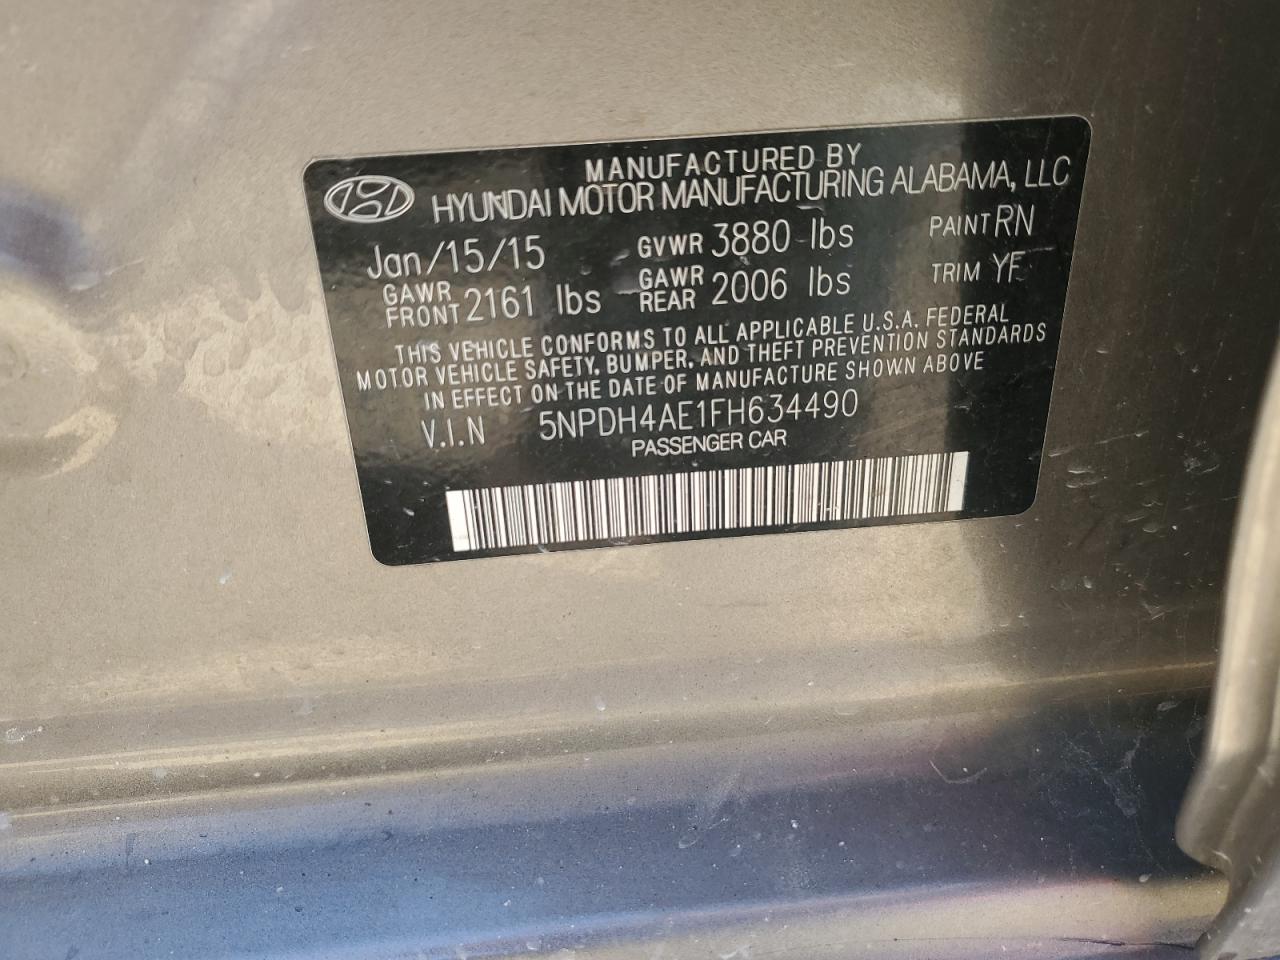 MANUFACTURED BY
HYUNDAI MOTOR MANUFACTURING ALABAMA, LLC
Jan/15/15 GVWR 3880 lbs PAINT RN
GAWR FRONT 2161 lbs GAWR REAR 2006 lbs TRIM YF
THIS VEHICLE CONFORMS TO ALL APPLICABLE U.S.A. FEDERAL
MOTOR VEHICLE SAFETY, BUMPER, AND THEFT PREVENTION STANDARDS
IN EFFECT ON THE DATE OF MANUFACTURE SHOWN ABOVE
V.I.N 5NPDH4AE1FH634490
PASSENGER CAR